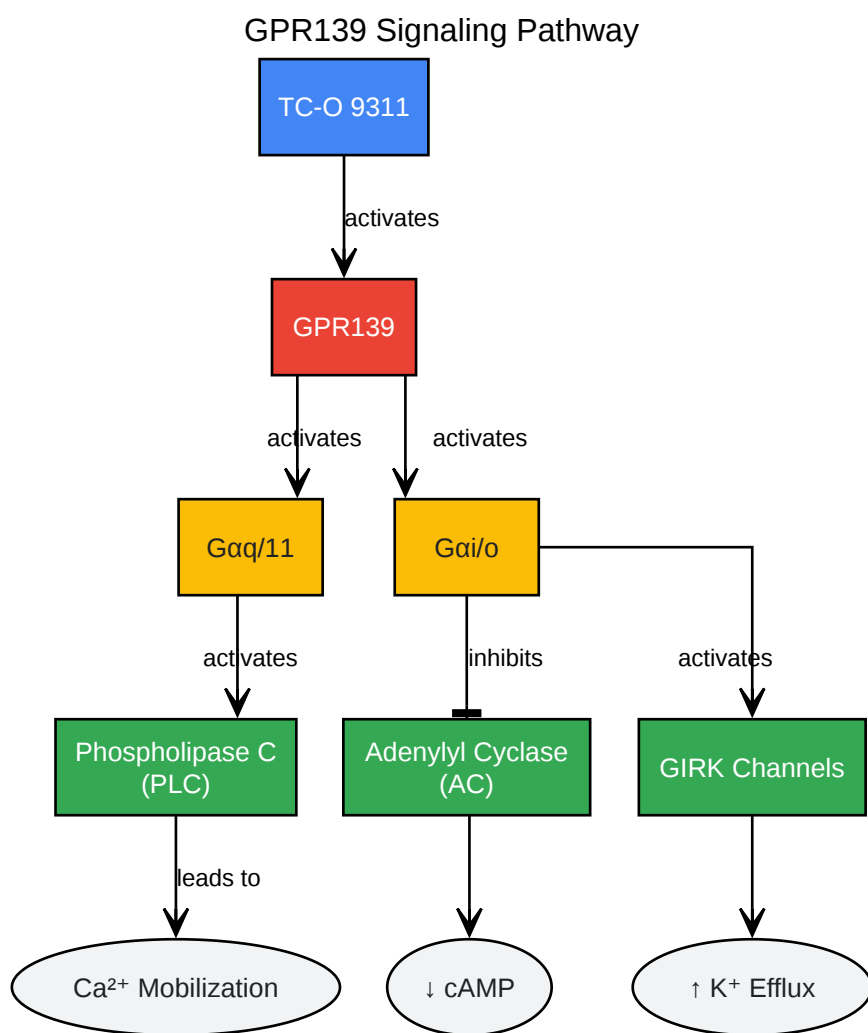 GPR139 Signaling Pathway
TC-O 9311
activates
GPR139
activates
activates
Gαq/11
Gαi/o
activates
inhibits
activates
Phospholipase C
(PLC)
Adenylyl Cyclase
(AC)
GIRK Channels
leads to
Ca²⁺ Mobilization
↓ cAMP
↑ K⁺ Efflux